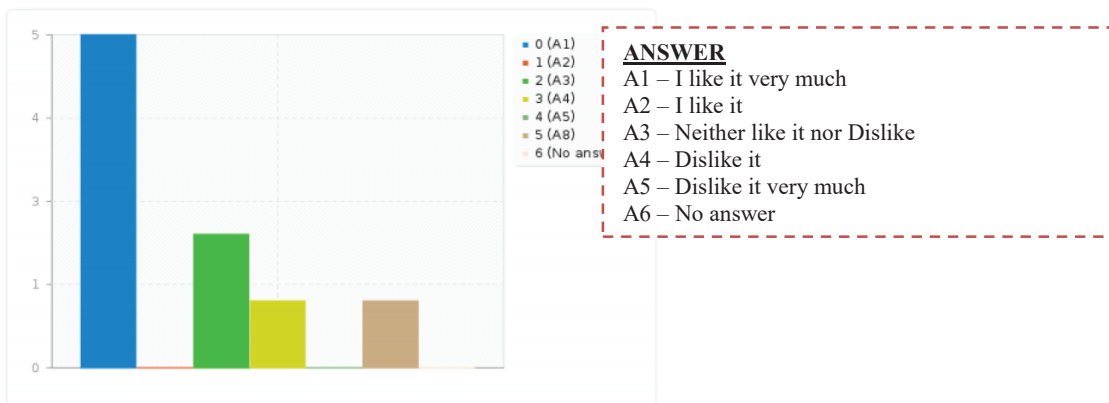 5
4
3
1
0
0 (A1)
1 (A2)
2 (A3)
3 (A4)
4 (A5)
5 (A8)
6 (No answ
ANSWER
A1 – I like it very much
A2 – I like it
A3 – Neither like it nor Dislike
A4 – Dislike it
A5 – Dislike it very much
A6 – No answer